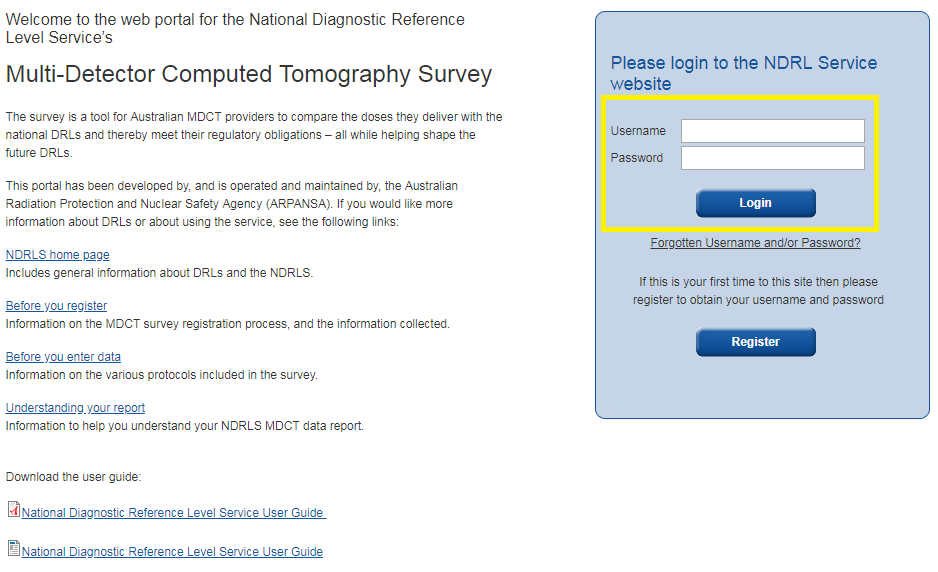 Welcome to the web portal for the National Diagnostic Reference
Level Service's
Multi-Detector Computed Tomography Survey
The survey is a tool for Australian MDCT providers to compare the doses they deliver with the
national DRLs and thereby meet their regulatory obligations – all while helping shape the
future DRLs.
This portal has been developed by, and is operated and maintained by, the Australian
Radiation Protection and Nuclear Safety Agency (ARPANSA). If you would like more
information about DRLs or about using the service, see the following links:
NDRLS home page
Includes general information about DRLs and the NDRLS.
Before you register
Information on the MDCT survey registration process, and the information collected.
Before you enter data
Information on the various protocols included in the survey.
Understanding your report
Information to help you understand your NDRLS MDCT data report.
Download the user guide:
National Diagnostic Reference Level Service User Guide
National Diagnostic Reference Level Service User Guide
Please login to the NDRL Service
website
Username
Password
Login
Forgotten Username and/or Password?
If this is your first time to this site then please
register to obtain your username and password
Register